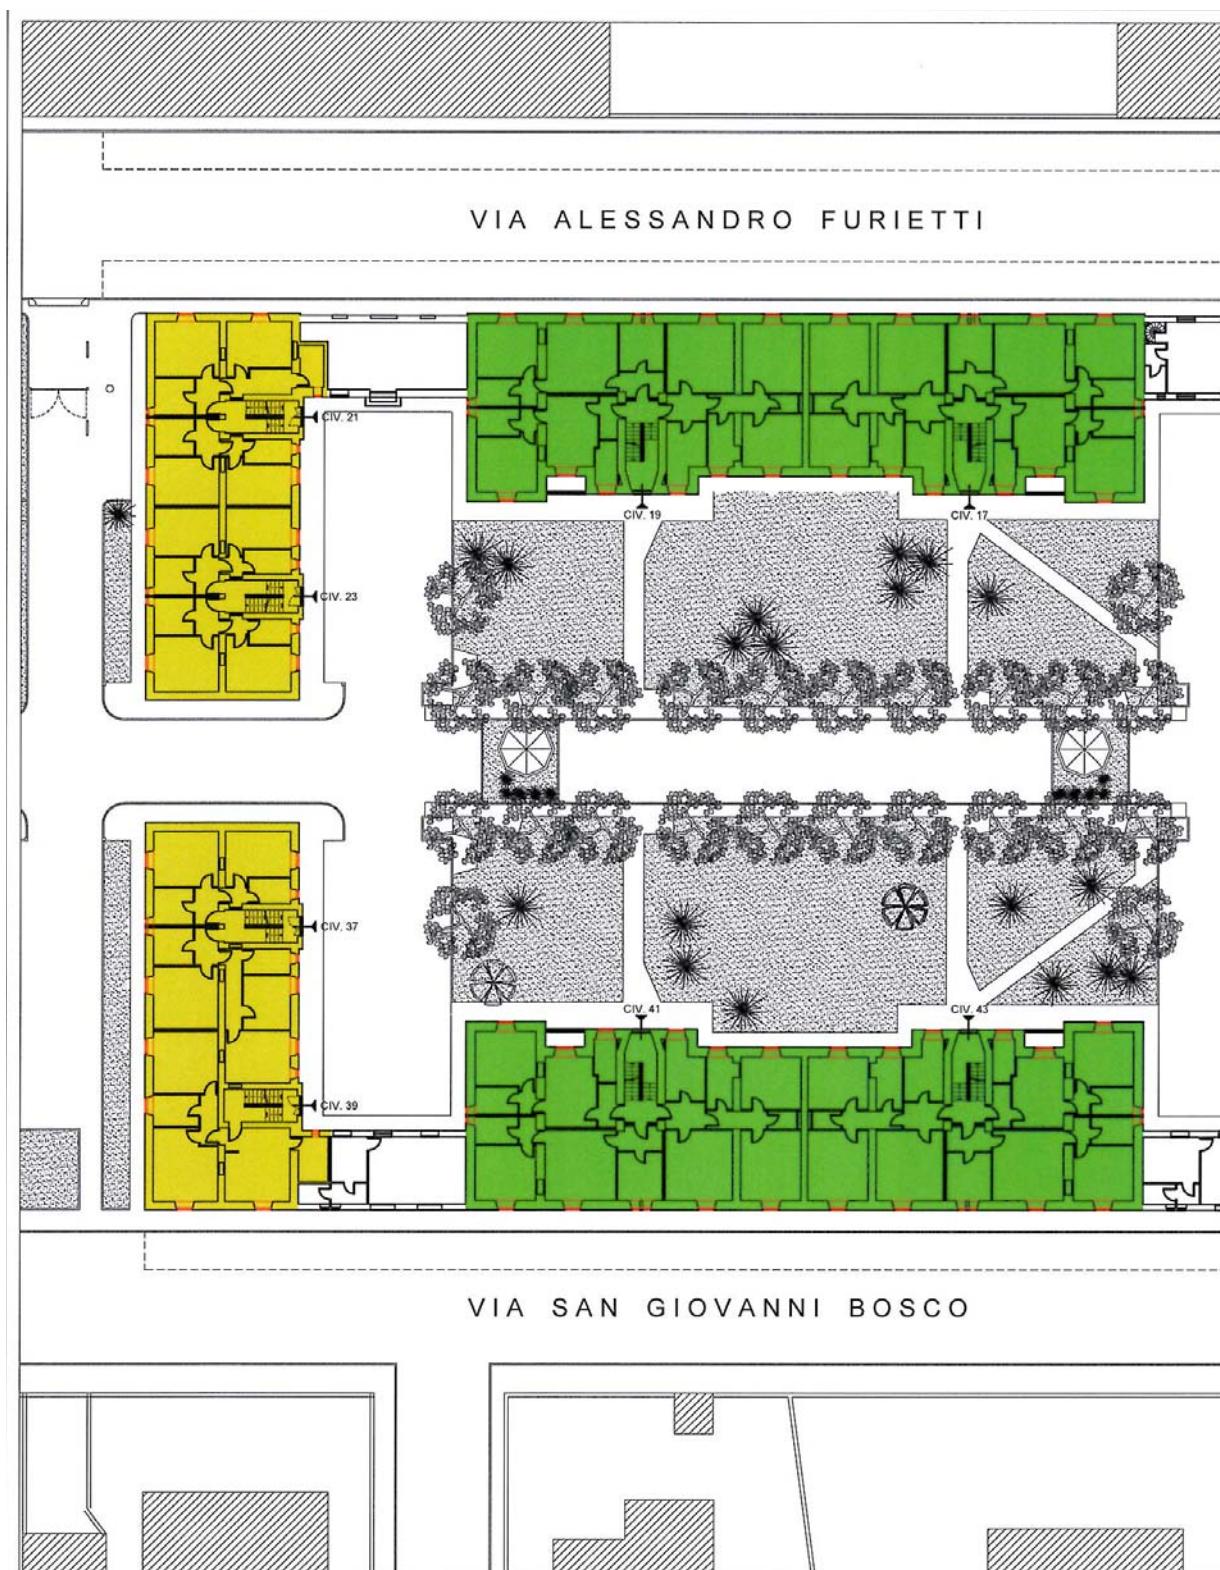 VIA ALESSANDRO FURIETTI
CIV. 21
CIV. 19
CIV. 17
CIV. 23
CIV. 37
CIV. 41
CIV. 43
CIV. 39
VIA SAN GIOVANNI BOSCO